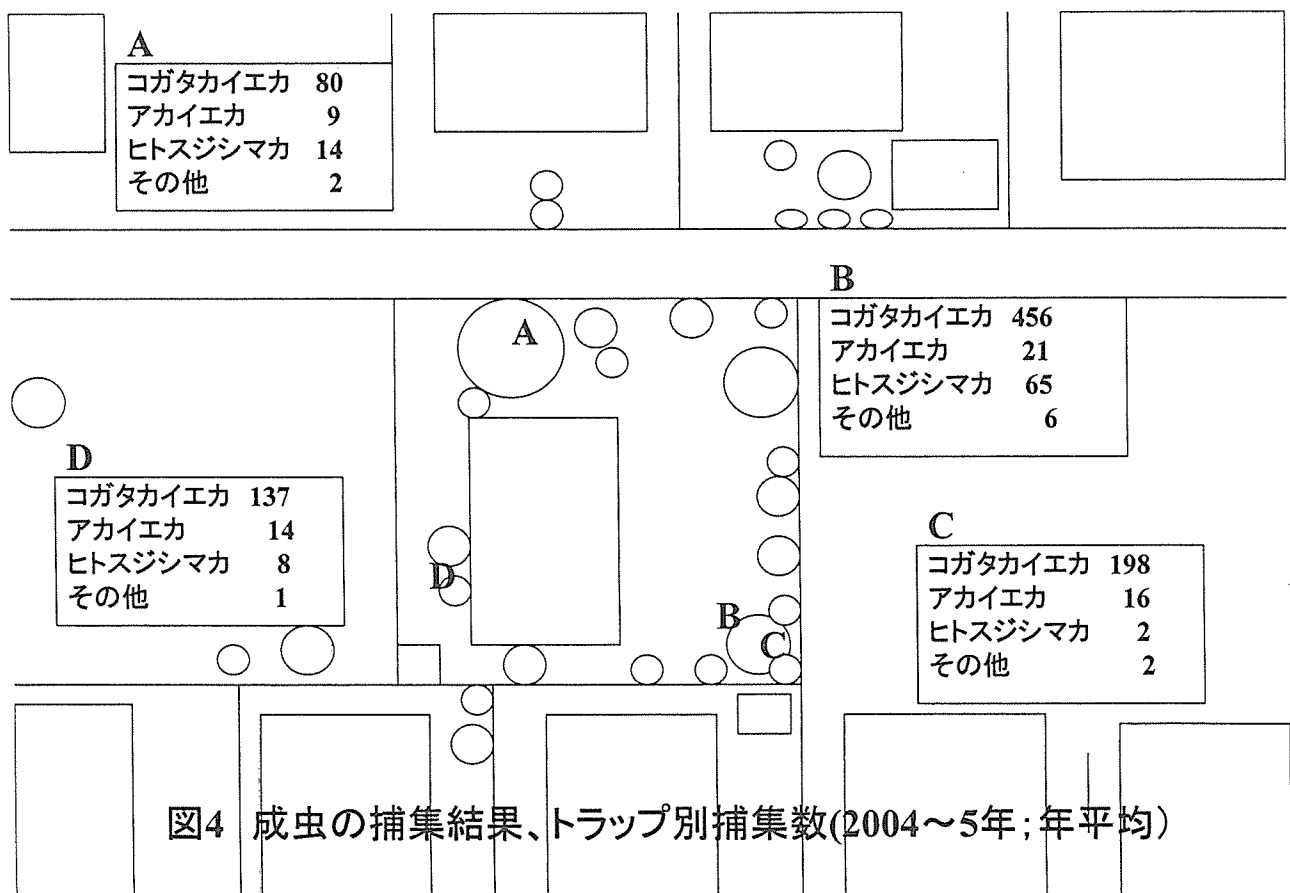 A
コガタカイエカ 80
アカイエカ 9
ヒトスジシマカ 14
その他 2
B
コガタカイエカ 456
アカイエカ 21
ヒトスジシマカ 65
その他 6
A
D
コガタカイエカ 137
アカイエカ 14
ヒトスジシマカ 8
その他 1
C
コガタカイエカ 198
アカイエカ 16
ヒトスジシマカ 2
その他 2
D
B
C
図4 成虫の捕集結果、トラップ別捕集数(2004～5年;年平均)